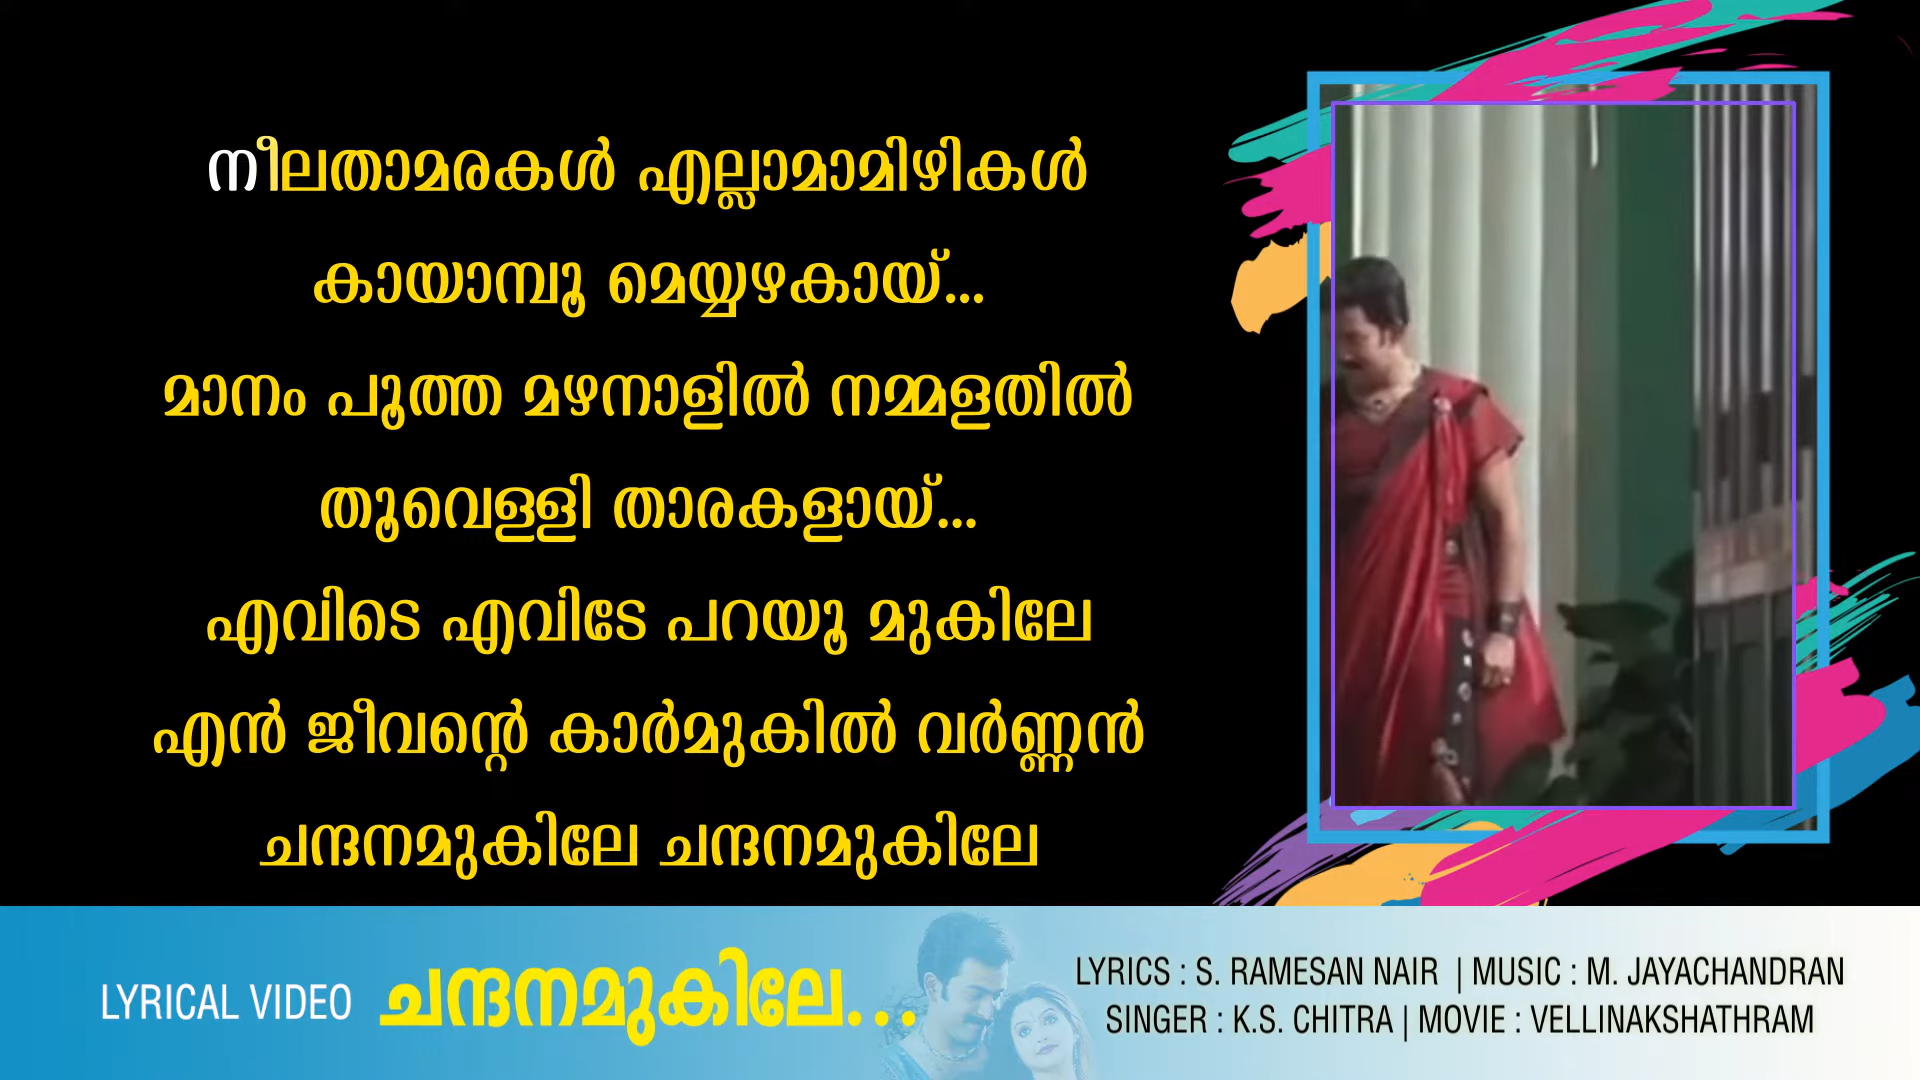 നീലതാമരകൾ എല്ലാമാമിഴികൾ
കായാമ്പൂ മെയ്യഴകായ്...
മാനം പൂത്ത മഴനാളിൽ നമ്മളതിൽ
തൂവെള്ളി താരകളായ്...
എവിടെ എവിടേ പറയൂ മുകിലേ
എൻ ജീവന്റെ കാർമുകിൽ വർണ്ണൻ
ചന്ദനമുകിലേ ചന്ദനമുകിലേ
LYRICAL VIDEO ചന്ദനമുകിലേ...
LYRICS : S. RAMESAN NAIR | MUSIC : M. JAYACHANDRAN
SINGER : K.S. CHITRA | MOVIE : VELLINAKSHATHRAM